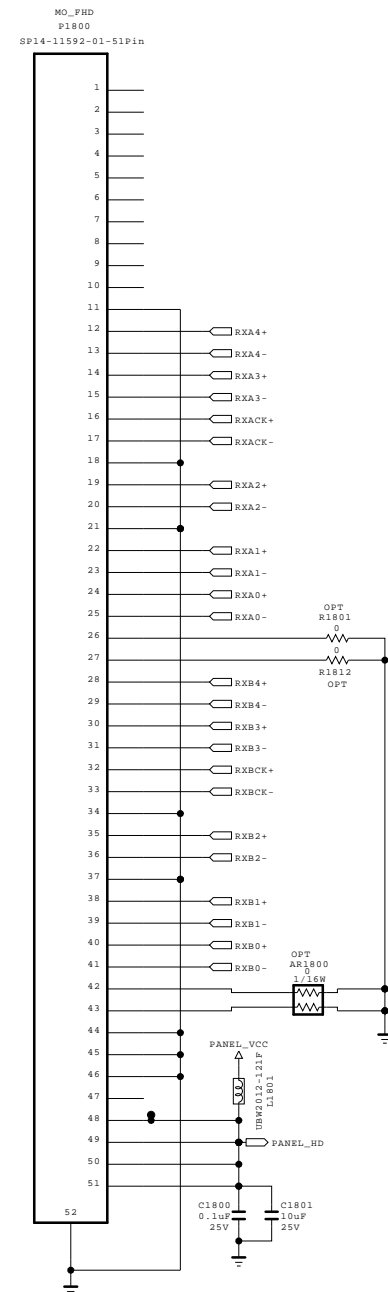 MO_FHD
P1800
SP14-11592-01-51Pin
1
2
3
4
5
6
7
8
9
10
11
12 RXA4+
13 RXA4-
14 RXA3+
15 RXA3-
16 RXACK+
17 RXACK-
18
19 RXA2+
20 RXA2-
21
22 RXA1+
23 RXA1-
24 RXA0+
25 RXA0-
OPT
R1801
0
26
0
27
R1812
OPT
28 RXB4+
29 RXB4-
30 RXB3+
31 RXB3-
32 RXBCK+
33 RXBCK-
34
35 RXB2+
36 RXB2-
37
38 RXB1+
39 RXB1-
40 RXB0+
41 RXB0-
OPT
AR1800
0
1/16W
42
43
44
45
46
47
48
49
50
51
52
PANEL_VCC
UBW2012-121F
L1801
PANEL_HD
C1800
0.1uF
25V
C1801
10uF
25V